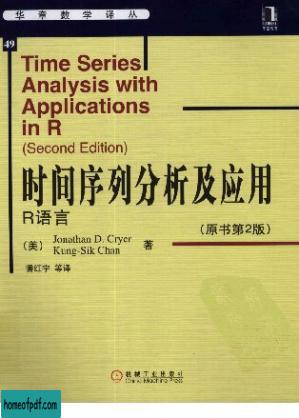 华章数学译丛
49
Time Series
Analysis with
Applications
in R
(Second Edition)
时间序列分析及应用
R语言
(原书第2版)
(美) Jonathan D. Cryer
Kung-Sik Chan 著
潘红宇 等译
机械工业出版社
China Machine Press
homeofpdf.com